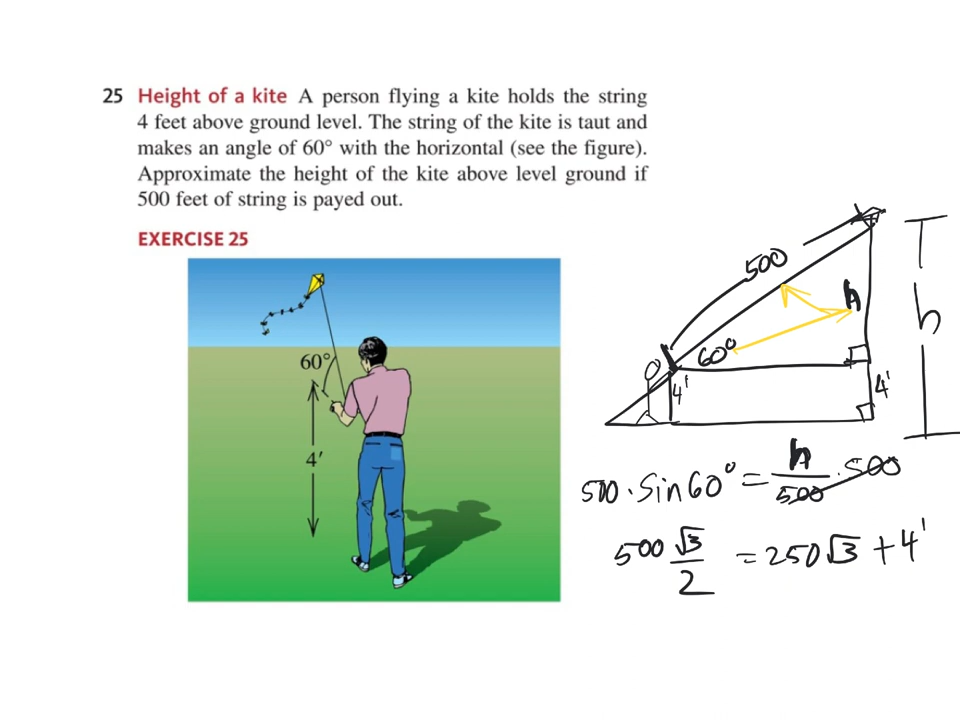 25 Height of a kite A person flying a kite holds the string
4 feet above ground level. The string of the kite is taut and
makes an angle of 60° with the horizontal (see the figure).
Approximate the height of the kite above level ground if
500 feet of string is payed out.
EXERCISE 25
60°
4'
500
h
60°
4'
4'
h
500 · sin 60° = h/500 · 500
500 √3/2 = 250√3 + 4'